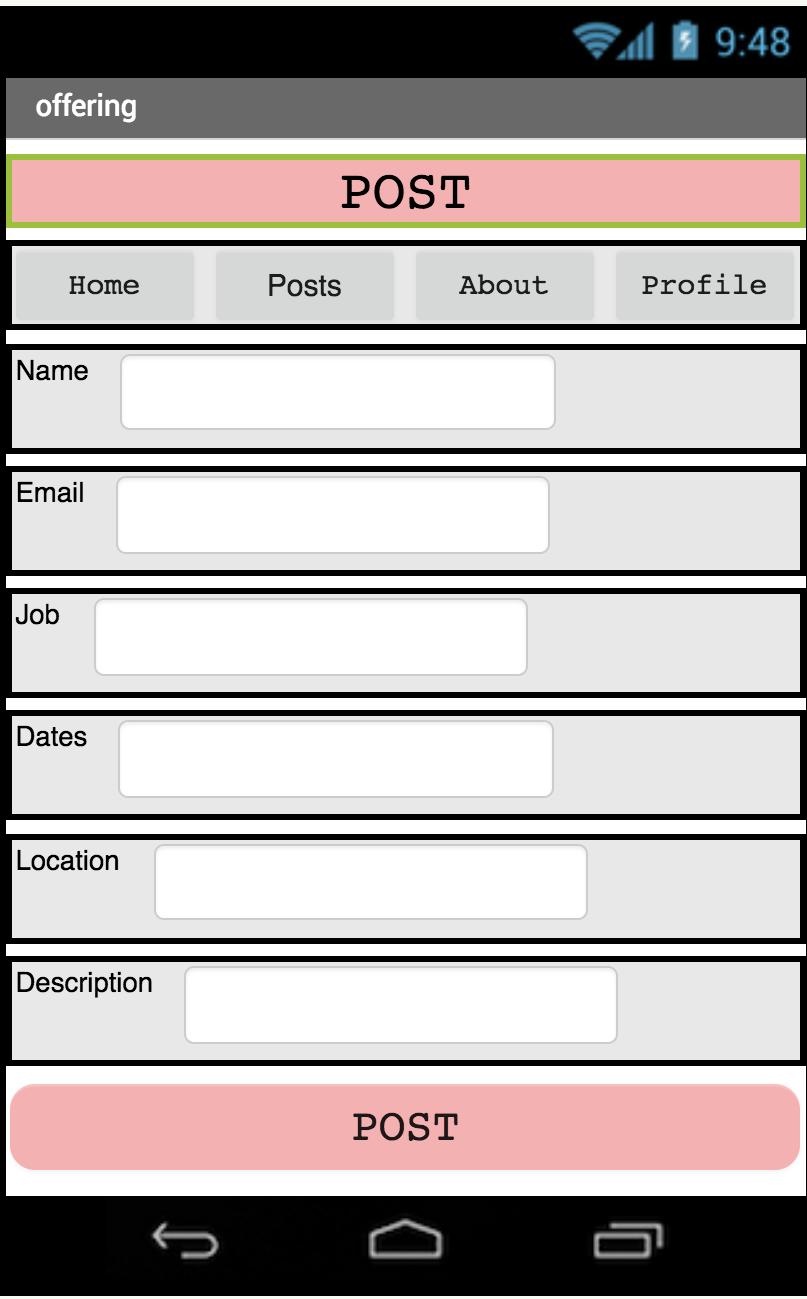 9:48
offering
POST
Home Posts About Profile
Name
Email
Job
Dates
Location
Description
POST